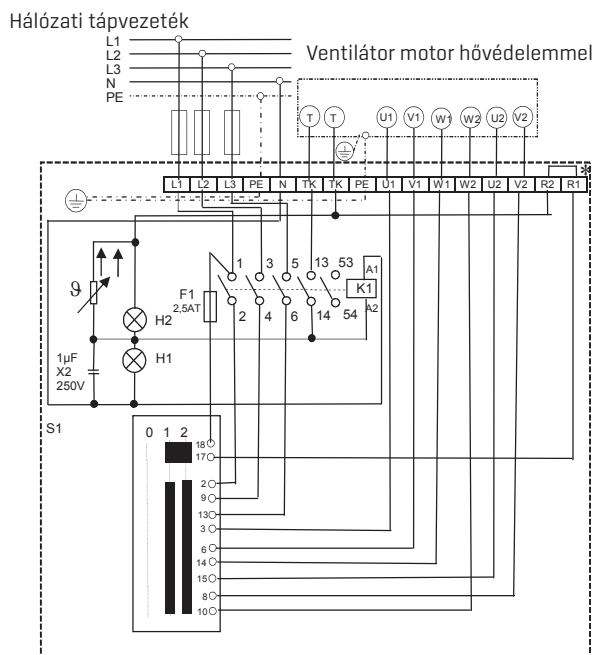 Hálózati tápvezeték
L1
L2
L3
N
PE
Ventilátor motor hővédelemmel
T T U1 V1 W1 W2 U2 V2
L1 L2 L3 PE N TK TK PE U1 V1 W1 W2 U2 V2 R2 R1 *
1 3 5 13 53 A1
ϑ
F1
2,5AT
K1
2 4 6 14 54 A2
H2
H1
1µF
X2
250V
S1
0 1 2
18
17
2
9
13
3
6
14
15
8
10